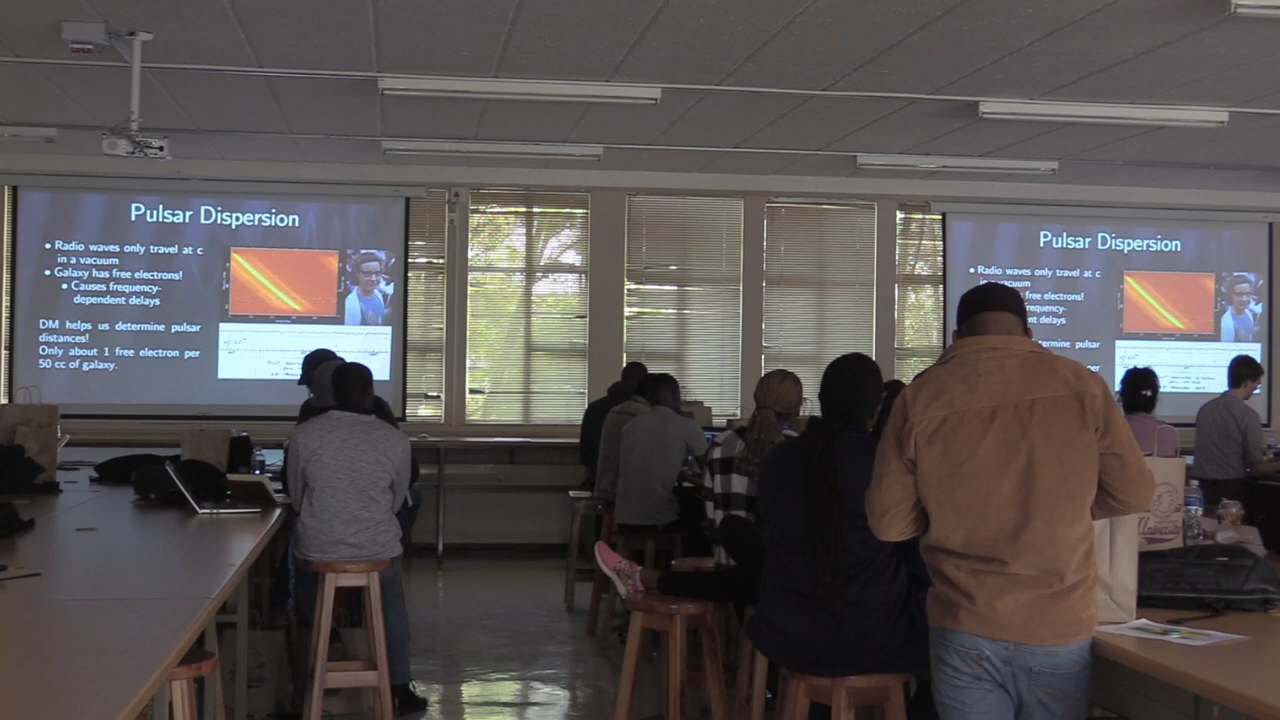 Pulsar Dispersion
• Radio waves only travel at c
in a vacuum
• Galaxy has free electrons!
• Causes frequency-
dependent delays
DM helps us determine pulsar
distances!
Only about 1 free electron per
50 cc of galaxy.
Pulsar Dispersion
• Radio waves only travel at c
in a vacuum
free electrons!
frequency-
delays
determine pulsar
per
University